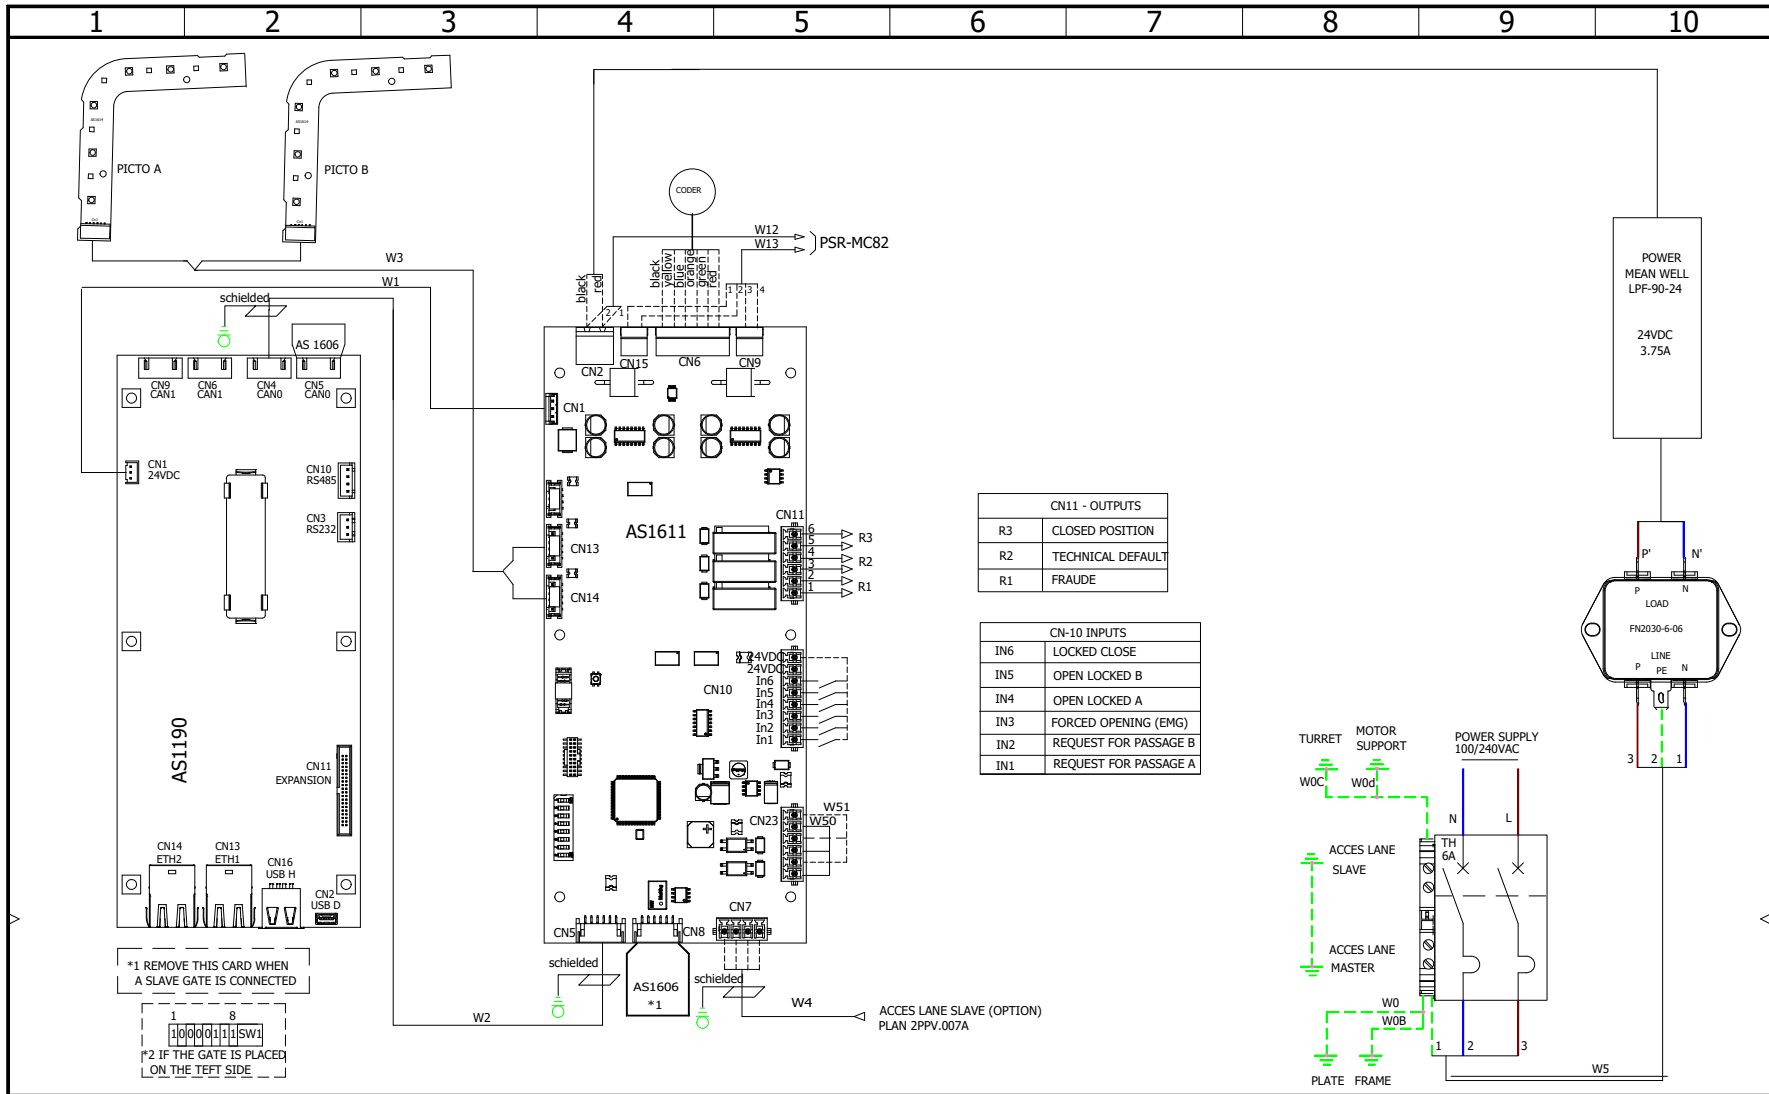 1 2 3 4 5 6 7 8 9 10
PICTO A
PICTO B
CODER
W12
W13
PSR-MC82
W3
W1
schielded
black
red
black
yellow
blue
orange
green
red
2 1
1 2 3 4
POWER
MEAN WELL
LPF-90-24
24VDC
3.75A
AS 1606
CN9
CAN1
CN6
CAN1
CN4
CAN0
CN5
CAN0
CN2
CN15
CN6
CN9
CN1
CN1
24VDC
CN10
RS485
CN3
RS232
AS1611
CN13
CN14
CN11
6
5
4
3
2
1
R3
R2
R1
CN11 - OUTPUTS
R3 CLOSED POSITION
R2 TECHNICAL DEFAULT
R1 FRAUDE
CN-10 INPUTS
IN6 LOCKED CLOSE
IN5 OPEN LOCKED B
IN4 OPEN LOCKED A
IN3 FORCED OPENING (EMG)
IN2 REQUEST FOR PASSAGE B
IN1 REQUEST FOR PASSAGE A
P' N'
P N
LOAD
FN2030-6-06
LINE
P PE N
3 2 1
24VDC
24VDC
In6
In5
In4
In3
In2
In1
CN10
AS1190
CN11
EXPANSION
CN14
ETH2
CN13
ETH1
CN16
USB H
CN2
USB D
CN23
W51
W50
CN7
CN5
CN8
TURRET
MOTOR
SUPPORT
W0C
W0d
POWER SUPPLY
100/240VAC
N L
TH
6A
ACCES LANE
SLAVE
ACCES LANE
MASTER
W0
W0B
1 2 3
PLATE FRAME
W5
*1 REMOVE THIS CARD WHEN
A SLAVE GATE IS CONNECTED
1 8
1 0 0 0 0 1 1 1 SW1
*2 IF THE GATE IS PLACED
ON THE TEFT SIDE
W2
schielded
AS1606
*1
schielded
W4
ACCES LANE SLAVE (OPTION)
PLAN 2PPV.007A